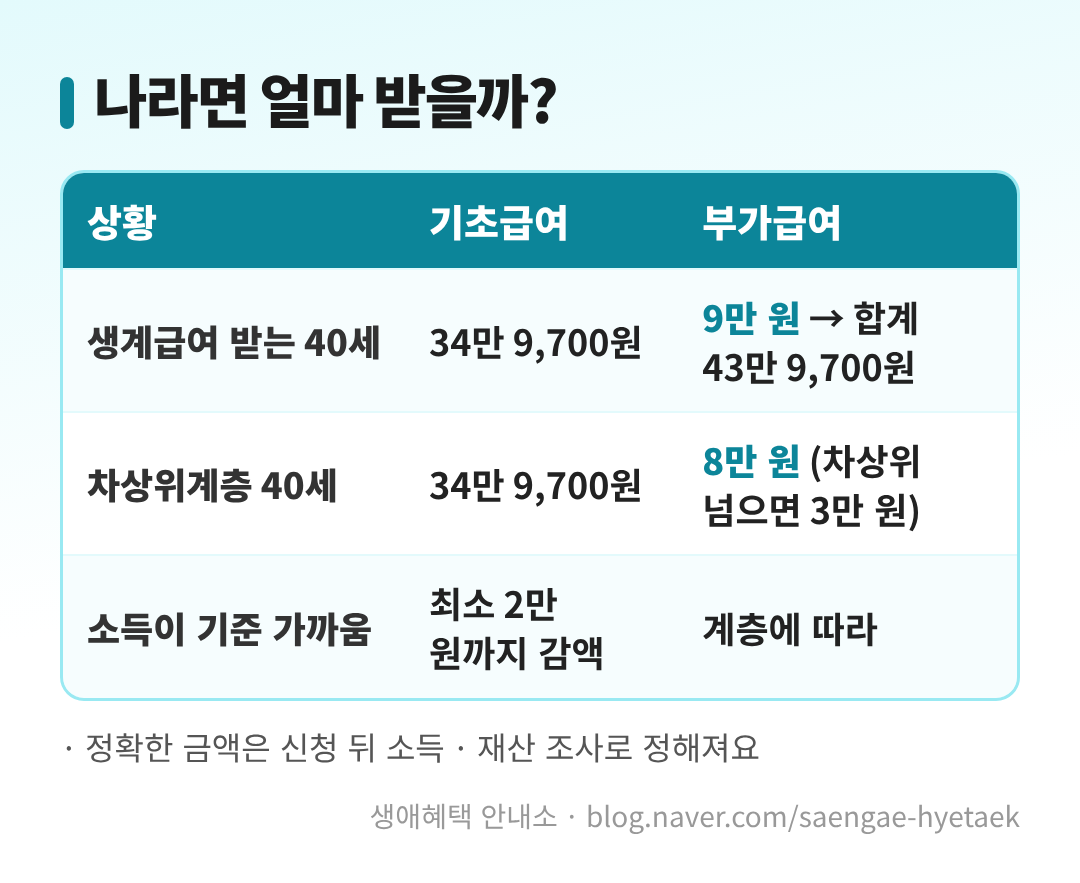 나라면 얼마 받을까?
상황 기초급여 부가급여
생계급여 받는 40세 34만 9,700원 9만 원 → 합계
43만 9,700원
차상위계층 40세 34만 9,700원 8만 원 (차상위
넘으면 3만 원)
소득이 기준 가까움 최소 2만
원까지 감액 계층에 따라
· 정확한 금액은 신청 뒤 소득 · 재산 조사로 정해져요
생애혜택 안내소 · blog.naver.com/saengae-hyetaek